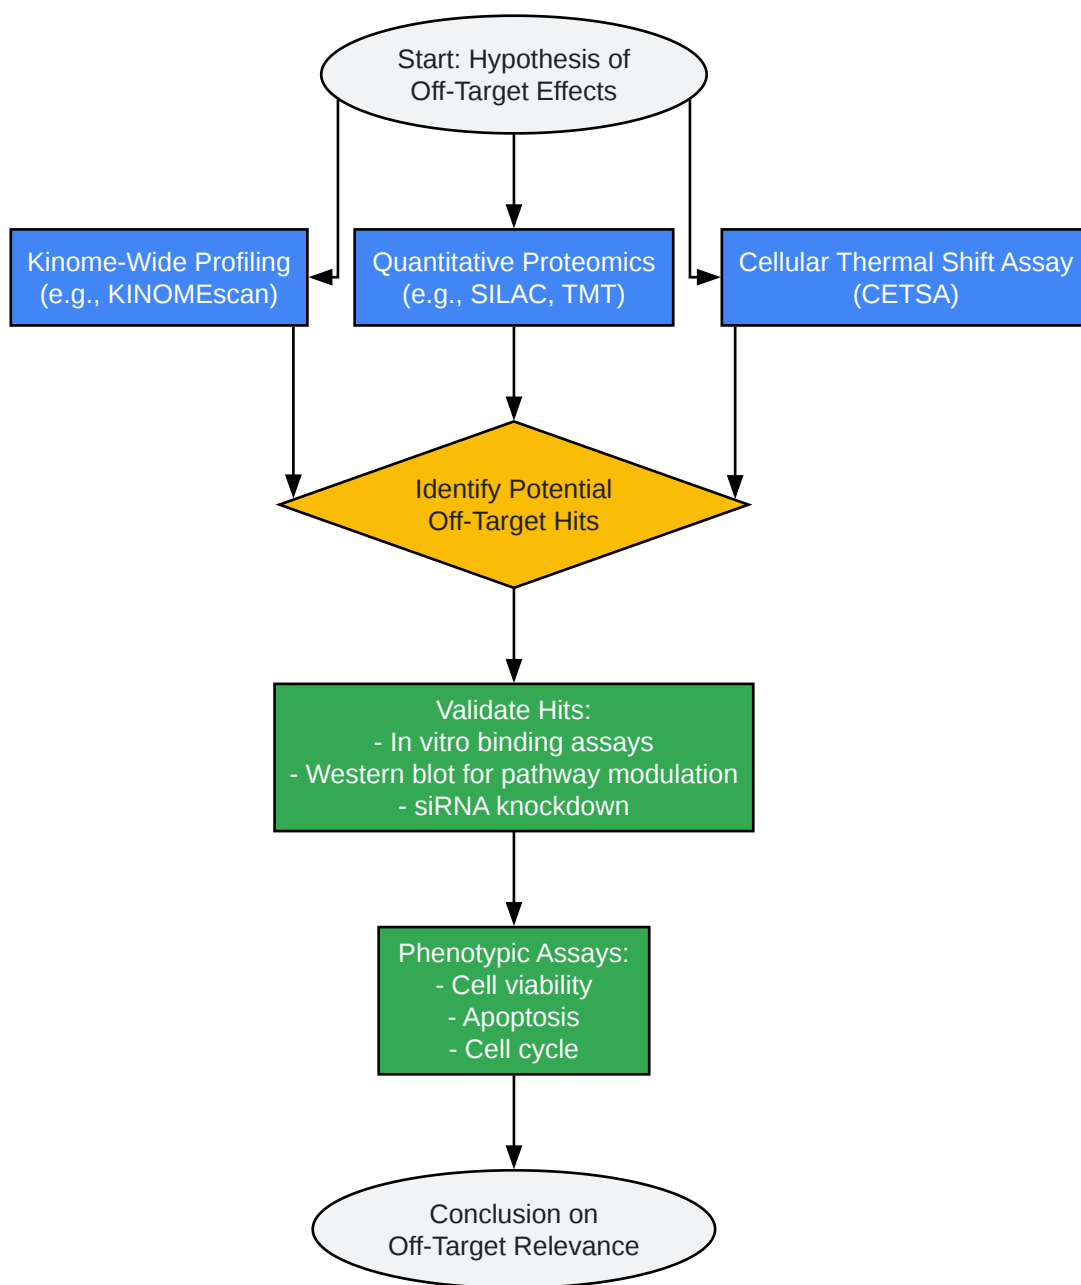 Start: Hypothesis of
Off-Target Effects
Kinome-Wide Profiling
(e.g., KINOMEscan)
Quantitative Proteomics
(e.g., SILAC, TMT)
Cellular Thermal Shift Assay
(CETSA)
Identify Potential
Off-Target Hits
Validate Hits:
- In vitro binding assays
- Western blot for pathway modulation
- siRNA knockdown
Phenotypic Assays:
- Cell viability
- Apoptosis
- Cell cycle
Conclusion on
Off-Target Relevance